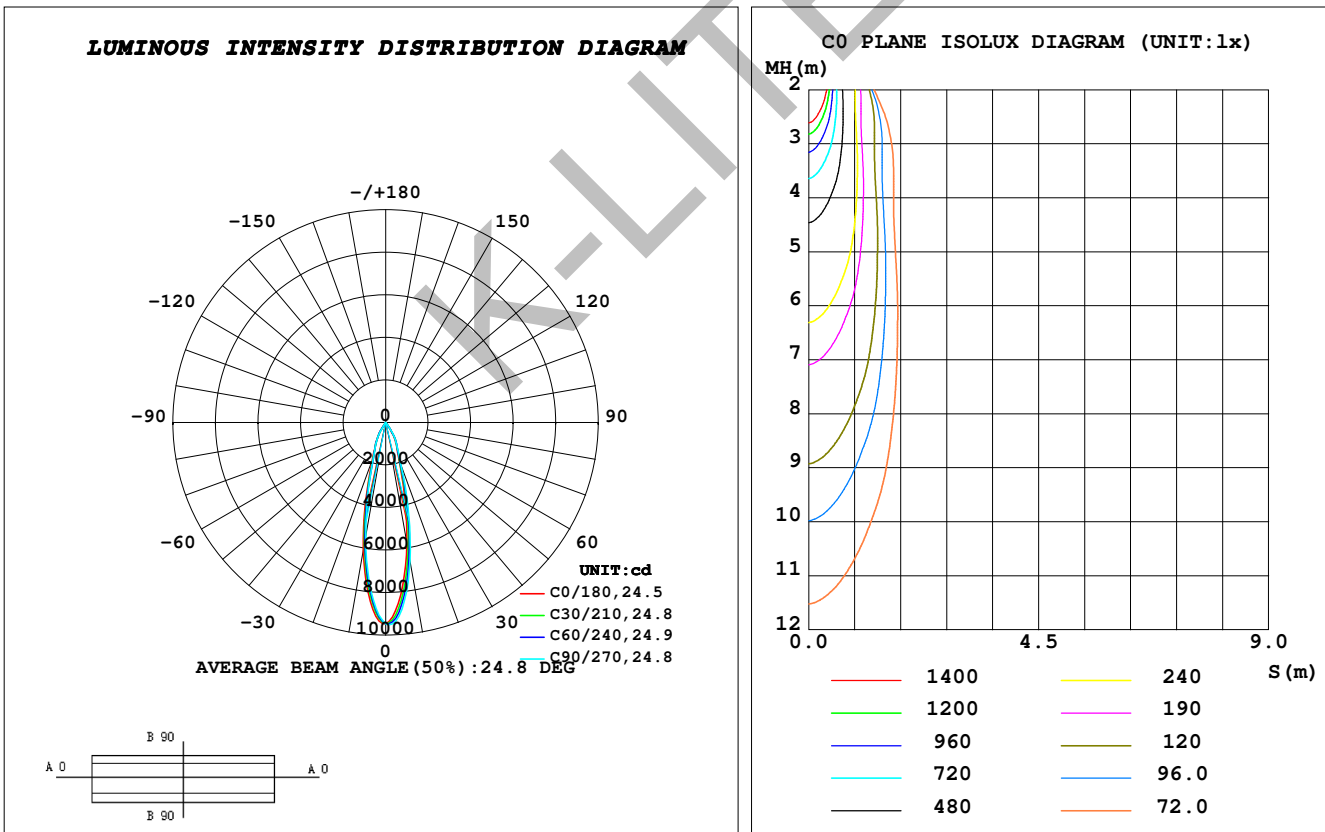 LUMINOUS INTENSITY DISTRIBUTION DIAGRAM
-/+180
-150
150
-120
120
-90
90
-60
60
-30
30
0
0
2000
4000
6000
8000
10000
UNIT:cd
C0/180,24.5
C30/210,24.8
C60/240,24.9
C90/270,24.8
AVERAGE BEAM ANGLE(50%):24.8 DEG
B 90
A 0
A 0
B 90
C0 PLANE ISOLUX DIAGRAM (UNIT:lx)
MH(m)
2
3
4
5
6
7
8
9
10
11
12
0.0
4.5
9.0
S(m)
1400
240
1200
190
960
120
720
96.0
480
72.0
K-LITE